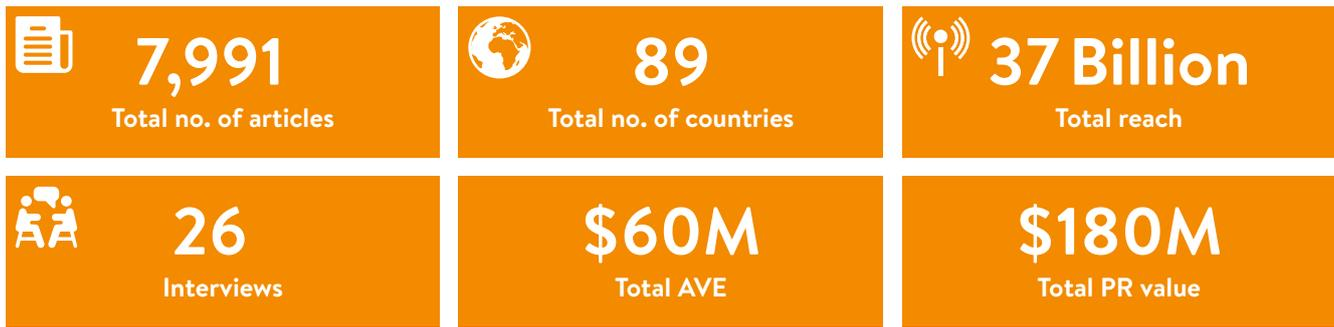 7,991
Total no. of articles
89
Total no. of countries
37 Billion
Total reach
26
Interviews
$60M
Total AVE
$180M
Total PR value